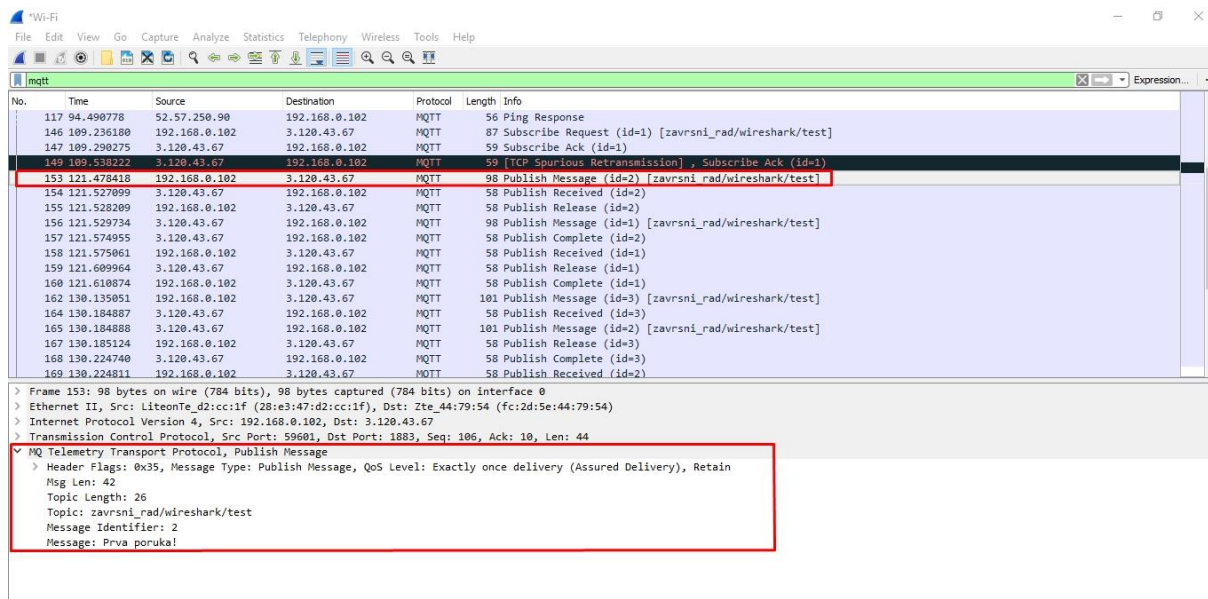 *Wi-Fi
File Edit View Go Capture Analyze Statistics Telephony Wireless Tools Help
mqtt Expression...
No. Time Source Destination Protocol Length Info
117 94.490778 52.57.250.90 192.168.0.102 MQTT 56 Ping Response
146 109.236180 192.168.0.102 3.120.43.67 MQTT 87 Subscribe Request (id=1) [zavrsni_rad/wireshark/test]
147 109.290275 3.120.43.67 192.168.0.102 MQTT 59 Subscribe Ack (id=1)
149 109.538222 3.120.43.67 192.168.0.102 MQTT 59 [TCP Spurious Retransmission] , Subscribe Ack (id=1)
153 121.478418 192.168.0.102 3.120.43.67 MQTT 98 Publish Message (id=2) [zavrsni_rad/wireshark/test]
154 121.527099 3.120.43.67 192.168.0.102 MQTT 58 Publish Received (id=2)
155 121.528209 192.168.0.102 3.120.43.67 MQTT 58 Publish Release (id=2)
156 121.529734 3.120.43.67 192.168.0.102 MQTT 98 Publish Message (id=1) [zavrsni_rad/wireshark/test]
157 121.574955 3.120.43.67 192.168.0.102 MQTT 58 Publish Complete (id=2)
158 121.575061 192.168.0.102 3.120.43.67 MQTT 58 Publish Received (id=1)
159 121.609964 3.120.43.67 192.168.0.102 MQTT 58 Publish Release (id=1)
160 121.610874 192.168.0.102 3.120.43.67 MQTT 58 Publish Complete (id=1)
162 130.135051 192.168.0.102 3.120.43.67 MQTT 101 Publish Message (id=3) [zavrsni_rad/wireshark/test]
164 130.184887 3.120.43.67 192.168.0.102 MQTT 58 Publish Received (id=3)
165 130.184888 3.120.43.67 192.168.0.102 MQTT 101 Publish Message (id=2) [zavrsni_rad/wireshark/test]
167 130.185124 192.168.0.102 3.120.43.67 MQTT 58 Publish Release (id=3)
168 130.224740 3.120.43.67 192.168.0.102 MQTT 58 Publish Complete (id=3)
169 130.224811 192.168.0.102 3.120.43.67 MQTT 58 Publish Received (id=2)
> Frame 153: 98 bytes on wire (784 bits), 98 bytes captured (784 bits) on interface 0
> Ethernet II, Src: LiteonTe_d2:cc:1f (28:e3:47:d2:cc:1f), Dst: Zte_44:79:54 (fc:2d:5e:44:79:54)
> Internet Protocol Version 4, Src: 192.168.0.102, Dst: 3.120.43.67
> Transmission Control Protocol, Src Port: 59601, Dst Port: 1883, Seq: 106, Ack: 10, Len: 44
MQ Telemetry Transport Protocol, Publish Message
> Header Flags: 0x35, Message Type: Publish Message, QoS Level: Exactly once delivery (Assured Delivery), Retain
Msg Len: 42
Topic Length: 26
Topic: zavrsni_rad/wireshark/test
Message Identifier: 2
Message: Prva poruka!